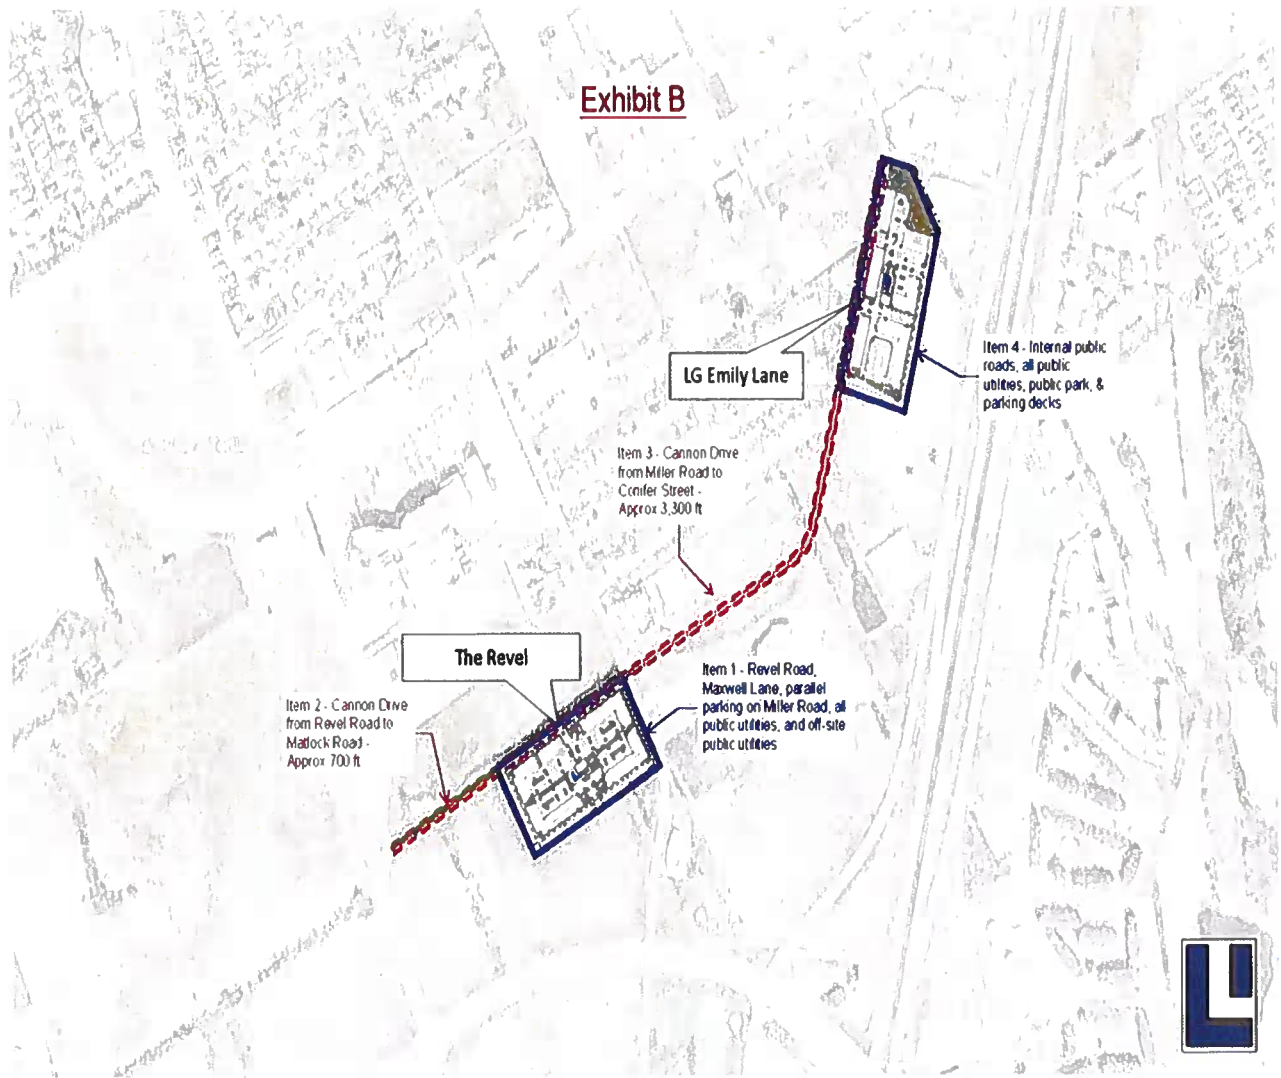 Exhibit B
LG Emily Lane
Item 4 - Internal public
roads, all public
utilities, public park, &
parking decks
Item 3 - Cannon Drive
from Miller Road to
Conifer Street -
Approx 3,300 ft
The Revel
Item 1 - Revel Road,
Maxwell Lane, parallel
parking on Miller Road, all
public utilities, and off-site
public utilities
Item 2 - Cannon Drive
from Revel Road to
Matlock Road -
Approx 700 ft